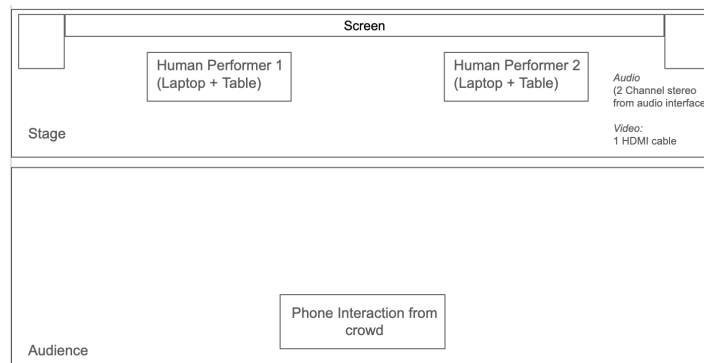 Screen
Human Performer 1
(Laptop + Table)
Human Performer 2
(Laptop + Table)
Audio
(2 Channel stereo
from audio interface
Video:
1 HDMI cable
Stage
Phone Interaction from
crowd
Audience